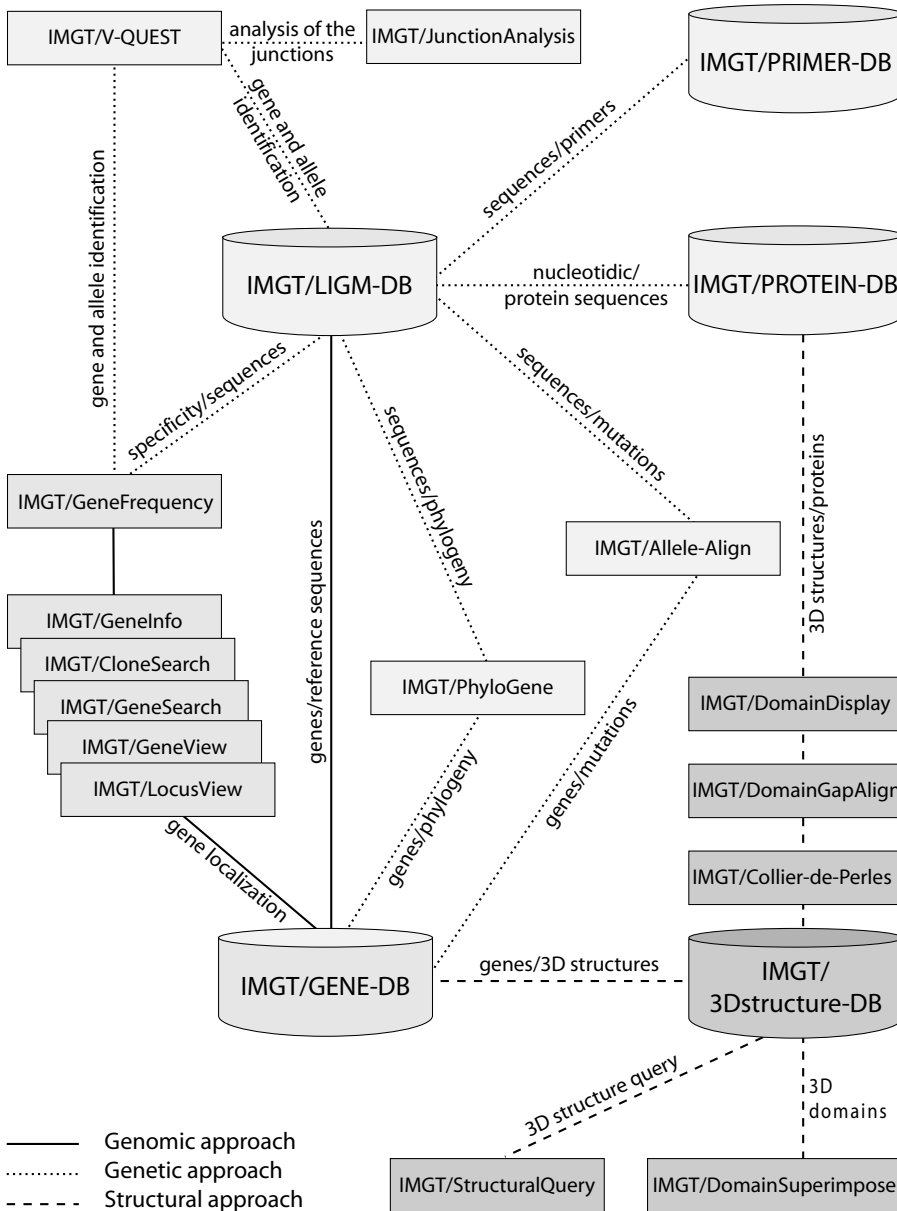 IMGT/V-QUEST
analysis of the
junctions
IMGT/JunctionAnalysis
IMGT/PRIMER-DB
gene and allele
identification
sequences/primers
gene and allele identification
IMGT/LIGM-DB
nucleotidic/
protein sequences
IMGT/PROTEIN-DB
specificity/sequences
sequences/phylogeny
sequences/mutations
3D structures/proteins
IMGT/GeneFrequency
genes/reference sequences
IMGT/Allele-Align
IMGT/GeneInfo
IMGT/CloneSearch
IMGT/GeneSearch
IMGT/GeneView
IMGT/LocusView
IMGT/PhyloGene
genes/mutations
IMGT/DomainDisplay
IMGT/DomainGapAlign
IMGT/Collier-de-Perles
gene localization
genes/phylogeny
IMGT/GENE-DB
genes/3D structures
IMGT/
3Dstructure-DB
3D structure query
3D
domains
Genomic approach
Genetic approach
Structural approach
IMGT/StructuralQuery
IMGT/DomainSuperimpose